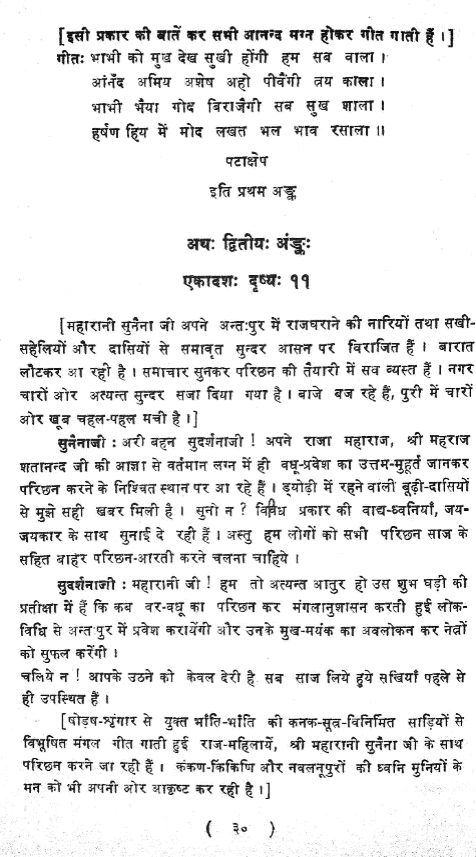 [इसी प्रकार की बातें कर सभी आनन्द मग्न होकर गीत गाती हैं।]
गीतः भाभी को मुख देख सुखी होंगी हम सब वाला।
आंनँद अमिय अशेष अहो पीवैंगी त्रय काला।
भाभी भैया गोद विराजैगी सब सुख शाला।
हर्षण हिय में मोद लखत भल भाव रसाला॥
पटाक्षेप
इति प्रथम अङ्क
अथः द्वितीयः अंङ्कः
एकादशः दृष्यः ११
[महारानी सुनैना जी अपने अन्तःपुर में राजघराने की नारियों तथा सखी-
सहेलियों और दासियों से समावृत सुन्दर आसन पर विराजित हैं। बारात
लौटकर आ रही है। समाचार सुनकर परिछन की तैयारी में सव व्यस्त हैं। नगर
चारों ओर अत्यन्त सुन्दर सजा दिया गया है। बाजे बज रहे हैं, पुरी में चारों
ओर खूब चहल-पहल मची है।]
सुनैनाजी : अरी बहन सुदर्शनाजी ! अपने राजा महाराज, श्री महराज
शतानन्द जी की आज्ञा से वर्तमान लग्न में ही वधू-प्रवेश का उत्तम-मुहूर्त जानकर
परिछन करने के निश्चित स्थान पर आ रहे हैं। ड्योढ़ी में रहने वाली बूढ़ी-दासियों
से मुझे सही खबर मिली है। सुनो न ? विविध प्रकार की वाद्य-ध्वनियाँ, जय-
जयकार के साथ सुनाई दे रही हैं। अस्तु हम लोगों को सभी परिछन साज के
सहित बाहर परिछन-आरती करने चलना चाहिये।
सुदर्शनाजी : महारानी जी ! हम तो अत्यन्त आतुर हो उस शुभ घड़ी की
प्रतीक्षा में हैं कि कब वर-वधू का परिछन कर मंगलानुशासन करती हुई लोक-
विधि से अन्तःपुर में प्रवेश करायेंगी और उनके मुख-मयंक का अवलोकन कर नेत्रों
को सुफल करेंगी।
चलिये न ! आपके उठने को केवल देरी है सब साज लिये हुये सखियाँ पहले से
ही उपस्थित हैं।
[षोड़ष-श्रृंगार से युक्त भाँति-भाँति की कनक-सूत्र-विनिमित साड़ियों से
विभूषित मंगल गीत गाती हुई राज-महिलायें, श्री महारानी सुनैना जी के साथ
परिछन करने जा रही हैं। कंकण-किंकिणि और नवलनूपुरों की ध्वनि मुनियों के
मन को भी अपनी ओर आकृष्ट कर रही है।]
( ३० )